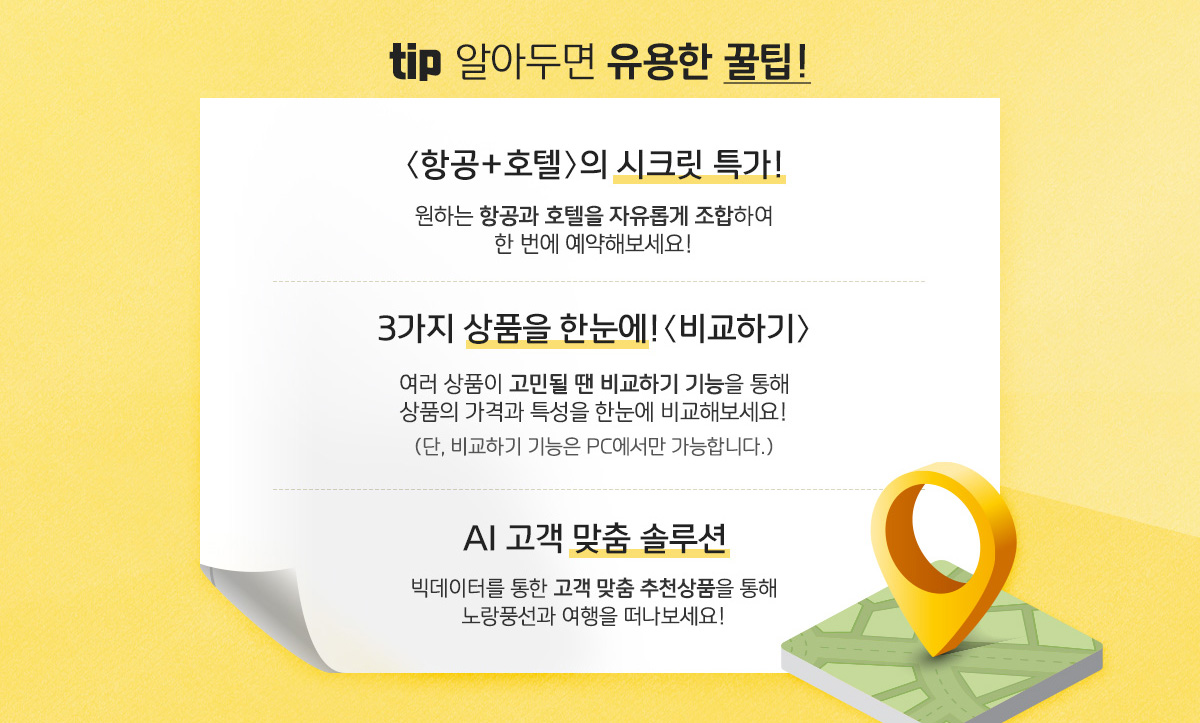 tip 알아두면 유용한 꿀팁!
〈항공+호텔〉의 시크릿 특가!
원하는 항공과 호텔을 자유롭게 조합하여
한 번에 예약해보세요!
3가지 상품을 한눈에!〈비교하기〉
여러 상품이 고민될 땐 비교하기 기능을 통해
상품의 가격과 특성을 한눈에 비교해보세요!
(단, 비교하기 기능은 PC에서만 가능합니다.)
AI 고객 맞춤 솔루션
빅데이터를 통한 고객 맞춤 추천상품을 통해
노랑풍선과 여행을 떠나보세요!